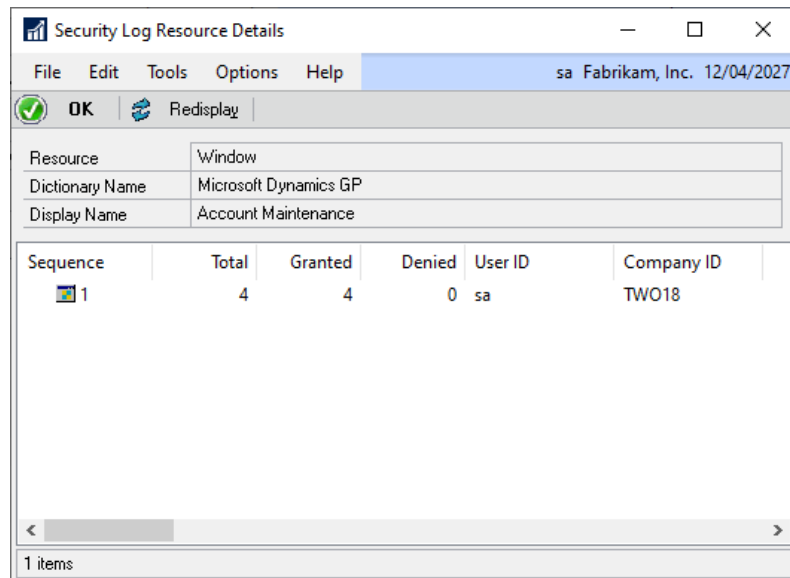 Security Log Resource Details
File Edit Tools Options Help sa Fabrikam, Inc. 12/04/2027
OK Redisplay
Resource Window
Dictionary Name Microsoft Dynamics GP
Display Name Account Maintenance
Sequence Total Granted Denied User ID Company ID
1 4 4 0 sa TWO18
1 items